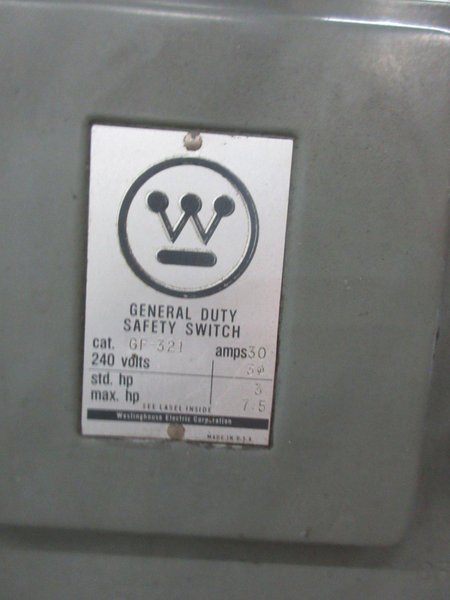 W
GENERAL DUTY
SAFETY SWITCH
cat. GF 321 amps 30
240 volts 3φ
std. hp 3
max. hp 7.5
SEE LABEL INSIDE
Westinghouse Electric Corporation
MADE IN U.S.A.